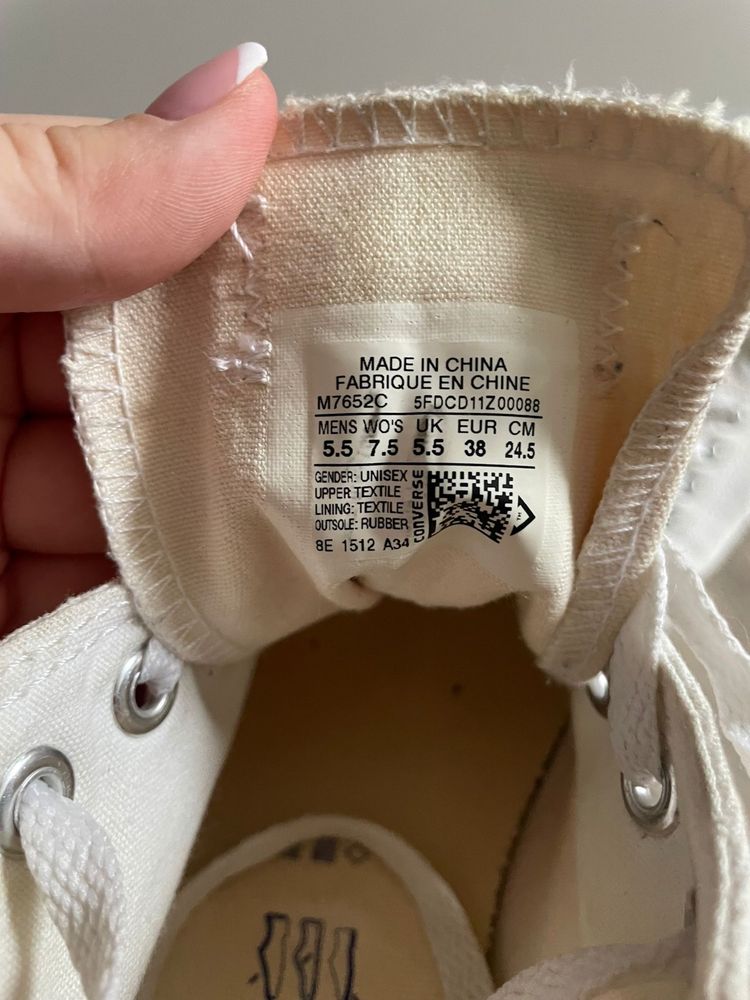 MADE IN CHINA
FABRIQUE EN CHINE
M7652C 5FDCD11Z00088
MENS WO'S UK EUR CM
5.5 7.5 5.5 38 24.5
GENDER: UNISEX
UPPER TEXTILE
LINING: TEXTILE
OUTSOLE: RUBBER
CONVERSE
8E 1512 A34